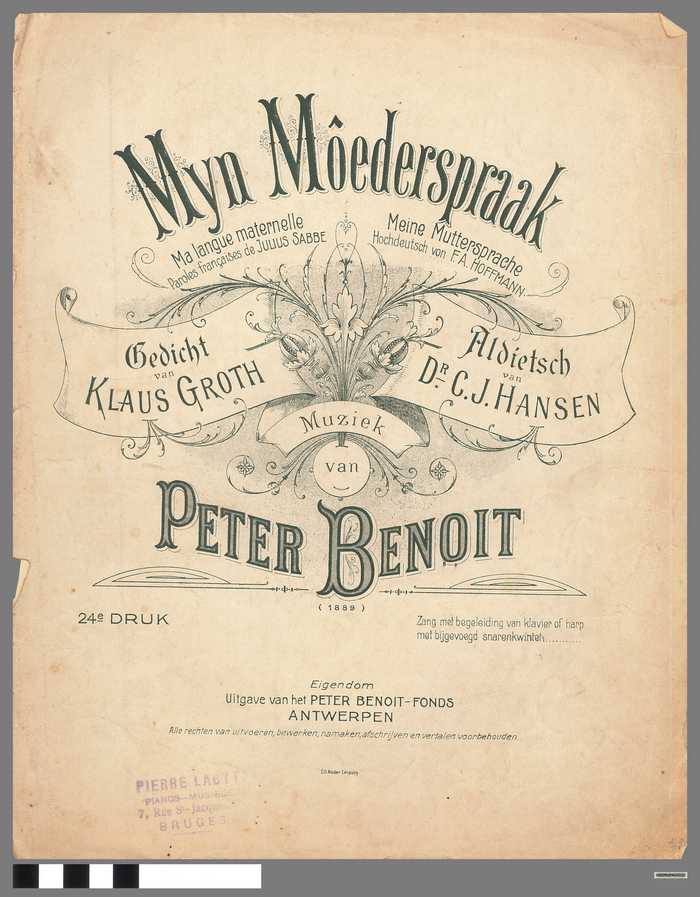 Myn Môederspraak
Ma langue maternelle
Paroles françaises de JULIUS SABBE
Meine Muttersprache
Hochdeutsch von F.A. HOFFMANN
Gedicht
van
KLAUS GROTH
Aldietsch
van
DR C.J. HANSEN
Muziek
van
PETER BENOIT
(1889)
24e DRUK
Zang met begeleiding van klavier of harp
met bijgevoegd snarenkwintet...........
Eigendom
Uitgave van het PETER BENOIT-FONDS
ANTWERPEN
Alle rechten van uitvoeren, bewerken, namaken, afschrijven en vertalen voorbehouden
PIERRE
PIANOS
7, Rue St-Jacques
BRUGES